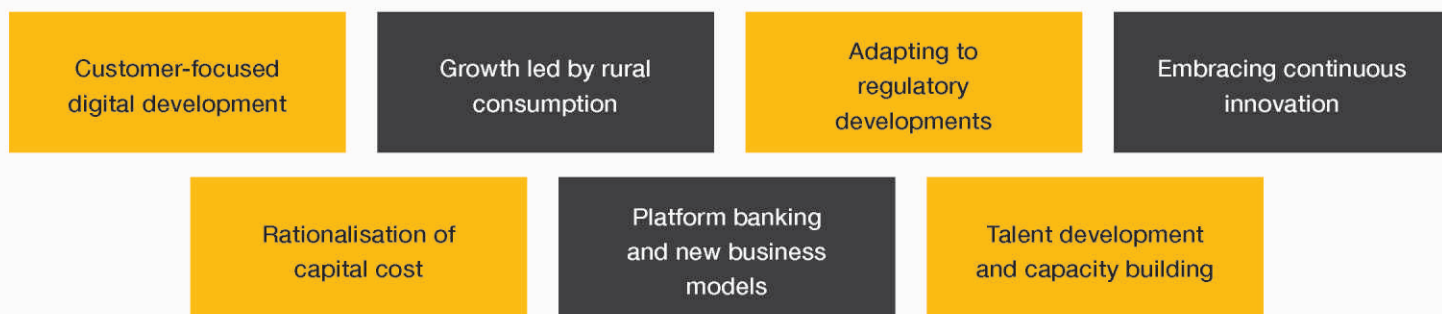 Customer-focused
digital development
Growth led by rural
consumption
Adapting to
regulatory
developments
Embracing continuous
innovation
Rationalisation of
capital cost
Platform banking
and new business
models
Talent development
and capacity building